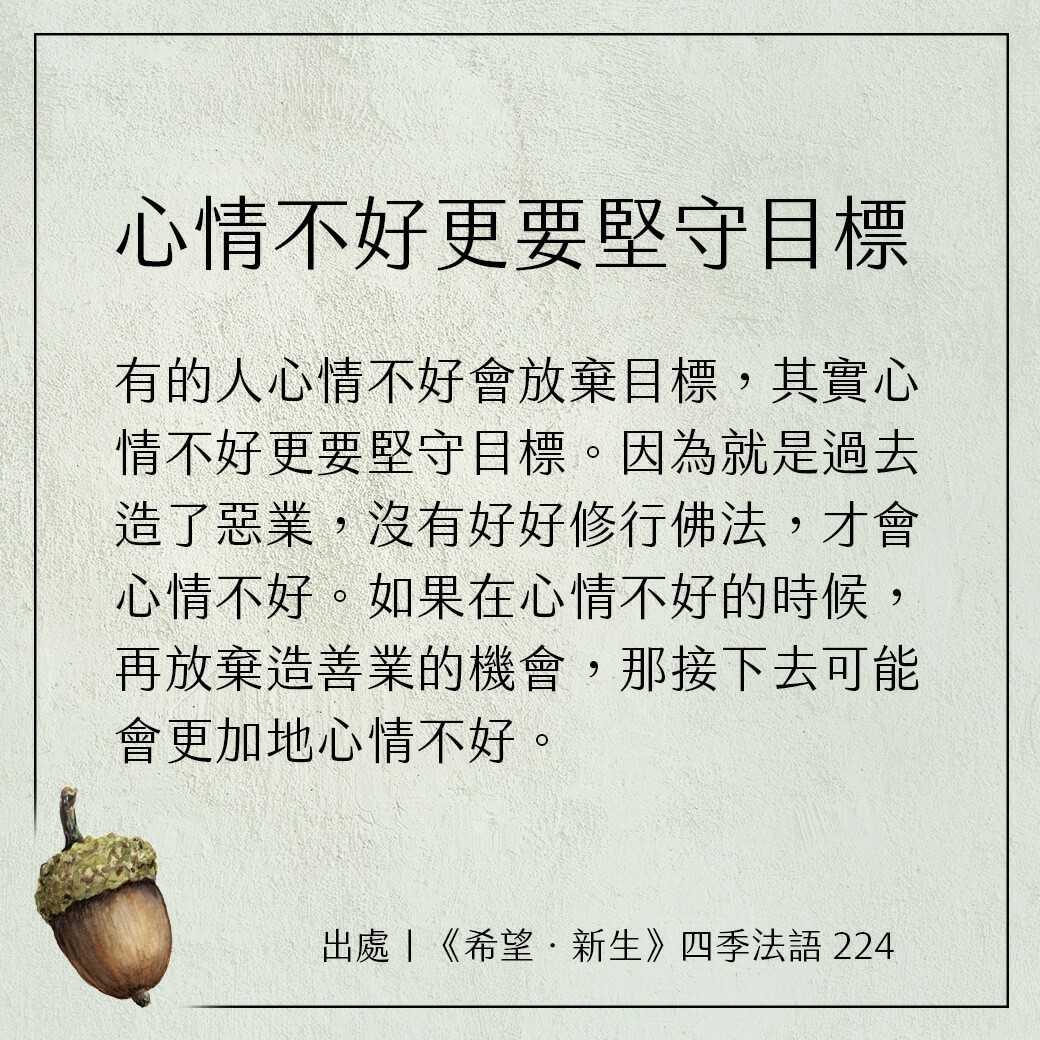 心情不好更要堅守目標
有的人心情不好會放棄目標，其實心
情不好更要堅守目標。因為就是過去
造了惡業，沒有好好修行佛法，才會
心情不好。如果在心情不好的時候，
再放棄造善業的機會，那接下去可能
會更加地心情不好。
出處｜《希望．新生》四季法語 224